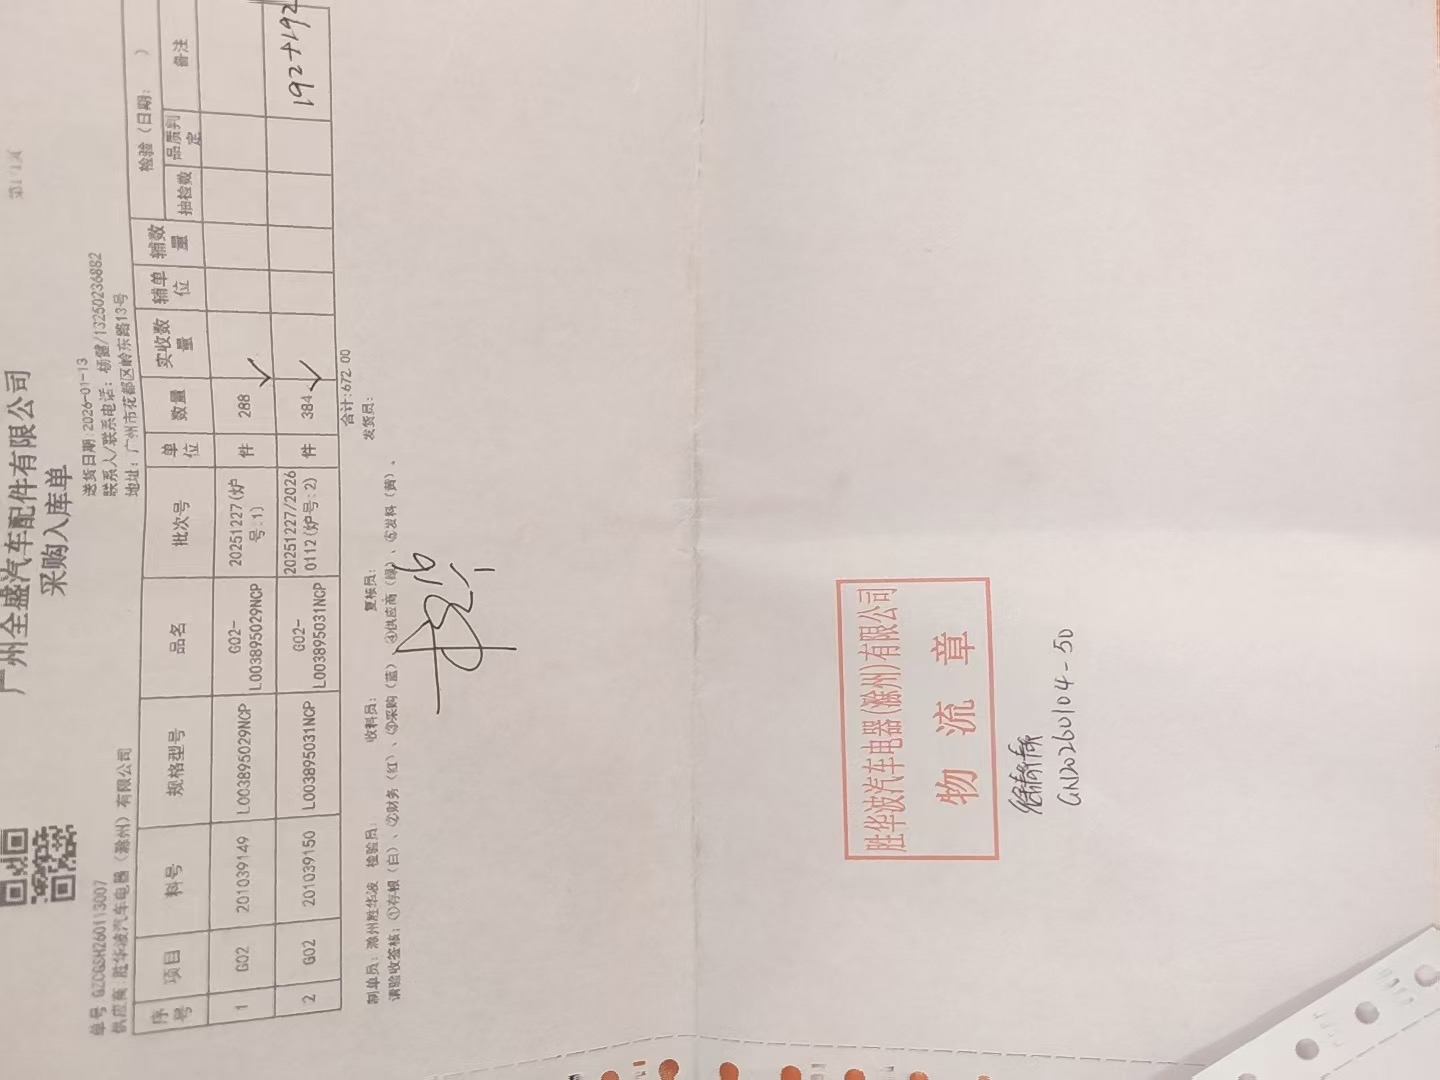 第1/1页
广州全盛汽车配件有限公司
采购入库单
单号 GZCGSH260113007 送货日期:2026-01-13
供应商: 胜华波汽车电器（滁州）有限公司 联系人/联系电话: 杨健/13250236882
地址: 广州市花都区岭东路13号
序号 项目 料号 规格型号 品名 批次号 单位 数量 实收数量 辅单位 辅数量 检验（日期: ）
抽检数 品质判定 备注
1 G02 201039149 L003895029NCP G02-L003895029NCP 20251227(炉号:1) 件 288
2 G02 201039150 L003895031NCP G02-L003895031NCP 20251227/20260112(炉号:2) 件 384 192+192
合计:672.00
制单员: 滁州胜华波 检验员: 收料员: 复核员: 发货员:
请验收签核: ①存根（白）、②财务（红）、③采购（蓝）、④供应商（绿）、⑤发料（黄）。
胜华波汽车电器(滁州)有限公司
物流章
GN20260104-50